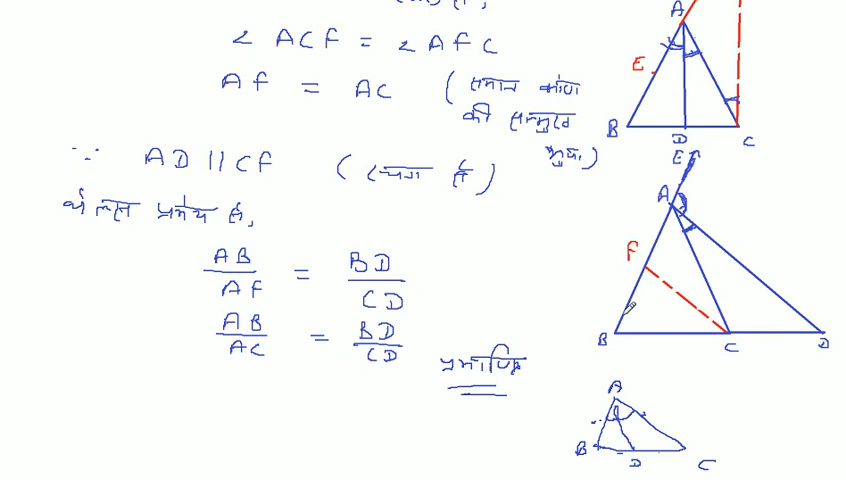 ∠ ACF = ∠ AFC
AF = AC ( समान कोण
की सम्मुख
भुजा )
∵ AD || CF ( रचना से )
थेल्स प्रमेय से,
AB / AF = BD / CD
AB / AC = BD / CD
प्रमाणित
A
E
B
D
C
E
A
F
B
C
D
A
B
D
C